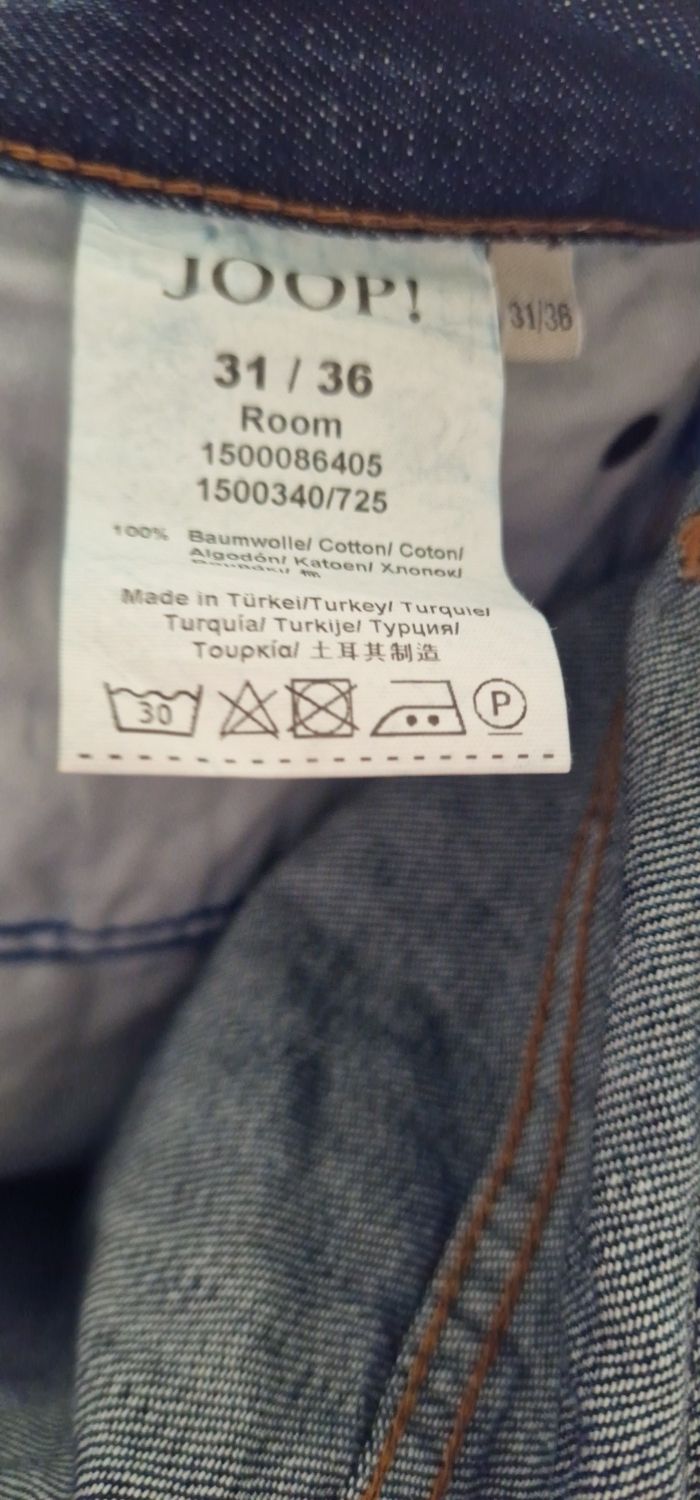 JOOP!
31/36
31 / 36
Room
1500086405
1500340/725
100% Baumwolle/ Cotton/ Coton/
Algodón/ Katoen/ Хлопок/
Made in Türkei/Turkey/ Turquie/
Turquía/ Turkije/ Турция/
Τουρκία/ 土耳其制造
30
P